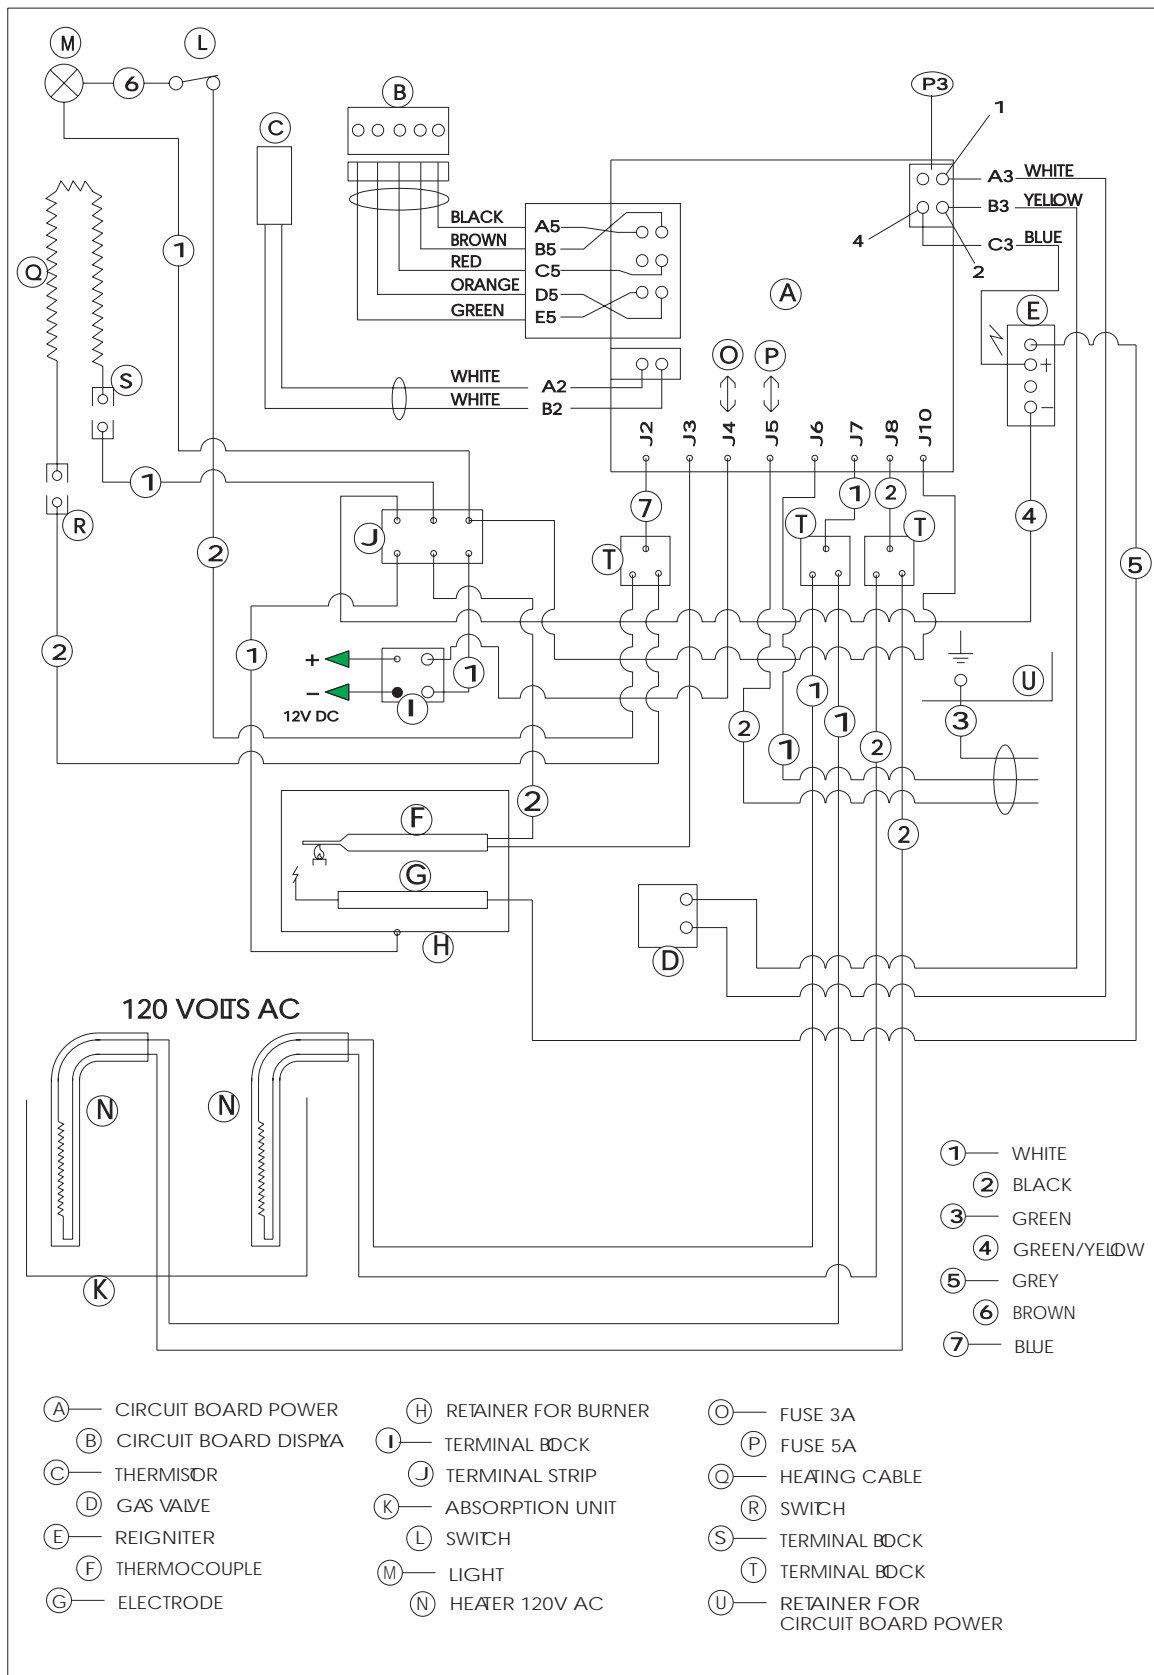 M
L
6
P3
B
C
1
A3 WHITE
B3 YELLOW
C3 BLUE
4
2
BLACK A5
BROWN B5
RED C5
ORANGE D5
GREEN E5
A
E
+
−
Q
1
S
O
P
WHITE A2
WHITE B2
J2
J3
J4
J5
J6
J7
J8
J10
R
1
J
2
7
1
2
T
T
T
4
5
2
1
+
−
12V DC
I
1
1
1
U
3
2
1
2
F
2
2
G
H
D
120 VOLTS AC
N
N
K
1 WHITE
2 BLACK
3 GREEN
4 GREEN/YELLOW
5 GREY
6 BROWN
7 BLUE
A CIRCUIT BOARD POWER
B CIRCUIT BOARD DISPLYA
C THERMISTOR
D GAS VALVE
E REIGNITER
F THERMOCOUPLE
G ELECTRODE
H RETAINER FOR BURNER
I TERMINAL BLOCK
J TERMINAL STRIP
K ABSORPTION UNIT
L SWITCH
M LIGHT
N HEATER 120V AC
O FUSE 3A
P FUSE 5A
Q HEATING CABLE
R SWITCH
S TERMINAL BLOCK
T TERMINAL BLOCK
U RETAINER FOR
CIRCUIT BOARD POWER